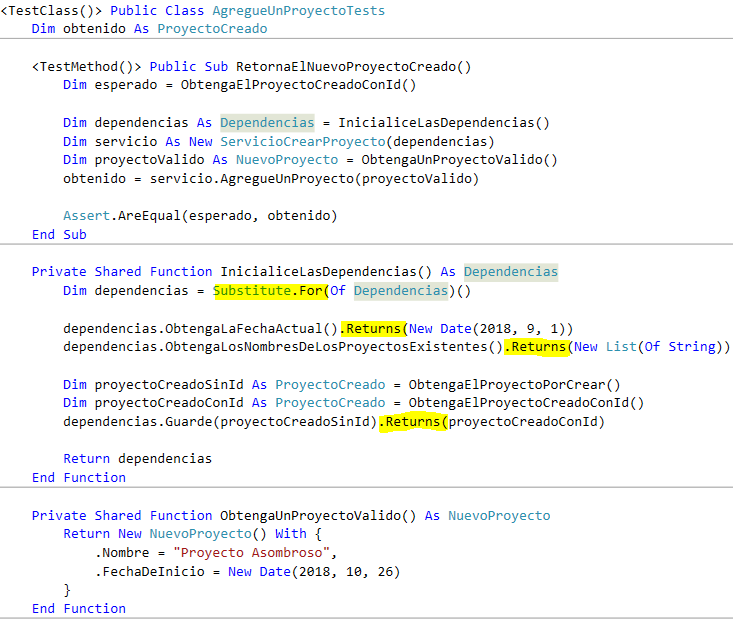 <TestClass()> Public Class AgregueUnProyectoTests
    Dim obtenido As ProyectoCreado

    <TestMethod()> Public Sub RetornaElNuevoProyectoCreado()
        Dim esperado = ObtengaElProyectoCreadoConId()

        Dim dependencias As Dependencias = InicialiceLasDependencias()
        Dim servicio As New ServicioCrearProyecto(dependencias)
        Dim proyectoValido As NuevoProyecto = ObtengaUnProyectoValido()
        obtenido = servicio.AgregueUnProyecto(proyectoValido)

        Assert.AreEqual(esperado, obtenido)
    End Sub

    Private Shared Function InicialiceLasDependencias() As Dependencias
        Dim dependencias = Substitute.For(Of Dependencias)()

        dependencias.ObtengaLaFechaActual().Returns(New Date(2018, 9, 1))
        dependencias.ObtengaLosNombresDeLosProyectosExistentes().Returns(New List(Of String))

        Dim proyectoCreadoSinId As ProyectoCreado = ObtengaElProyectoPorCrear()
        Dim proyectoCreadoConId As ProyectoCreado = ObtengaElProyectoCreadoConId()
        dependencias.Guarde(proyectoCreadoSinId).Returns(proyectoCreadoConId)

        Return dependencias
    End Function

    Private Shared Function ObtengaUnProyectoValido() As NuevoProyecto
        Return New NuevoProyecto() With {
            .Nombre = "Proyecto Asombroso",
            .FechaDeInicio = New Date(2018, 10, 26)
        }
    End Function